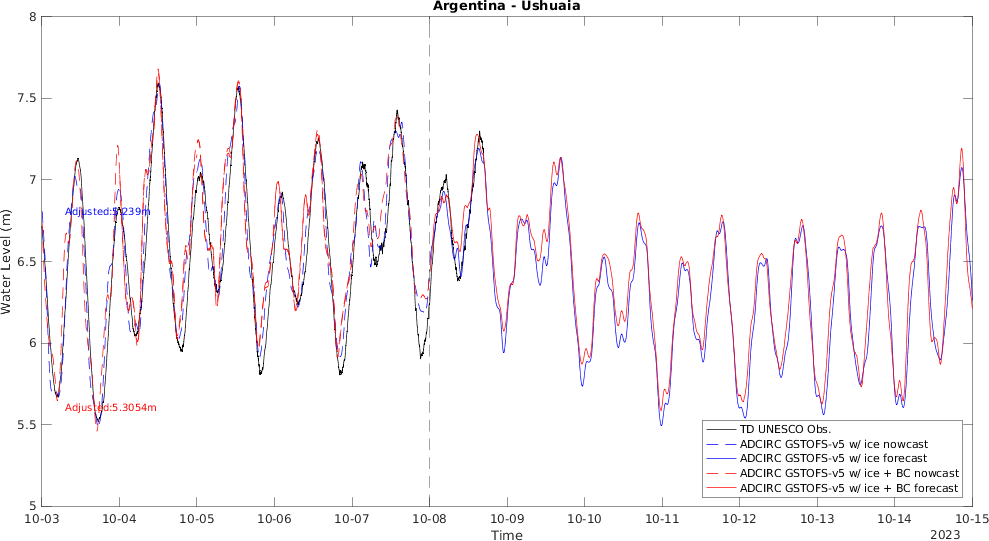 Argentina - Ushuaia
8
7.5
7
6.5
6
5.5
5
Water Level (m)
Adjusted:5.239m
Adjusted:5.3054m
TD UNESCO Obs.
ADCIRC GSTOFS-v5 w/ ice nowcast
ADCIRC GSTOFS-v5 w/ ice forecast
ADCIRC GSTOFS-v5 w/ ice + BC nowcast
ADCIRC GSTOFS-v5 w/ ice + BC forecast
10-03 10-04 10-05 10-06 10-07 10-08 10-09 10-10 10-11 10-12 10-13 10-14 10-15
Time
2023